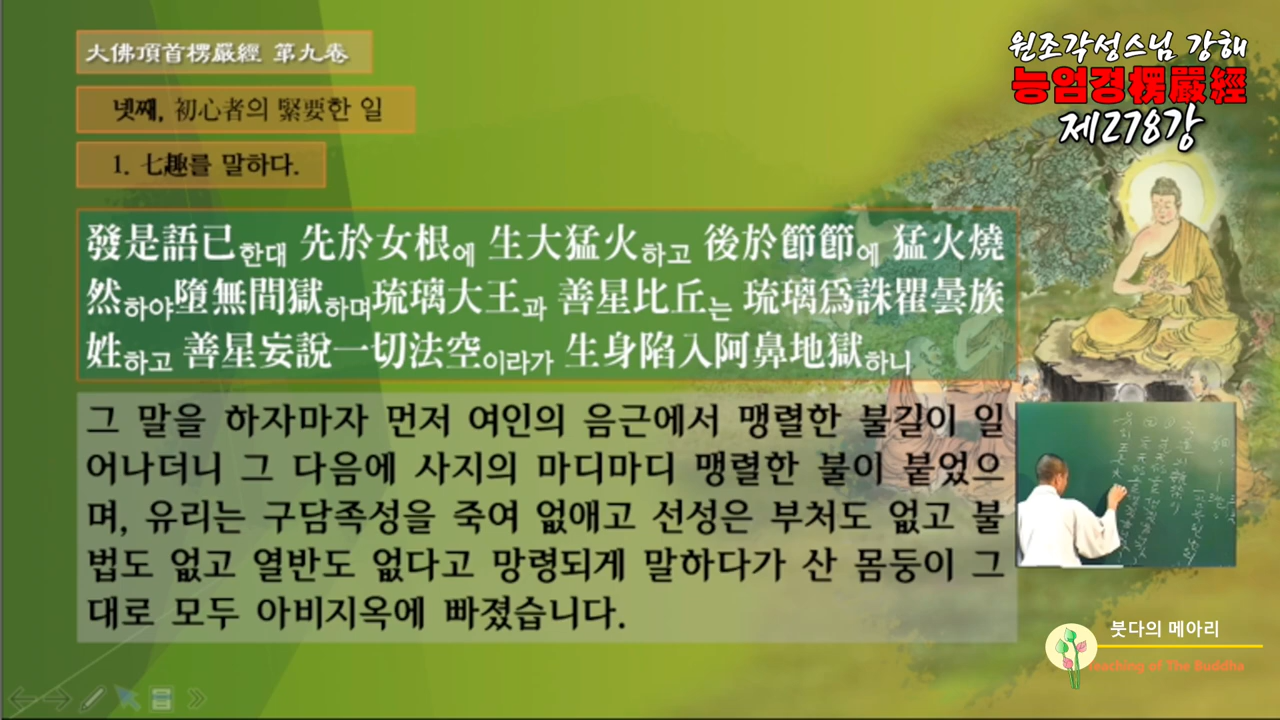 大佛頂首楞嚴經 第九卷
넷째, 初心者의 緊要한 일
1. 七趣를 말하다.
원조각성스님 강해
능엄경楞嚴經
제278강
發是語已한대 先於女根에 生大猛火하고 後於節節에 猛火燒
然하야墮無間獄하며琉璃大王과 善星比丘는 琉璃爲誅瞿曇族
姓하고 善星妄說一切法空이라가 生身陷入阿鼻地獄하니
그 말을 하자마자 먼저 여인의 음근에서 맹렬한 불길이 일
어나더니 그 다음에 사지의 마디마디 맹렬한 불이 붙었으
며, 유리는 구담족성을 죽여 없애고 선성은 부처도 없고 불
법도 없고 열반도 없다고 망령되게 말하다가 산 몸둥이 그
대로 모두 아비지옥에 빠졌습니다.
붓다의 메아리
Teaching of The Buddha